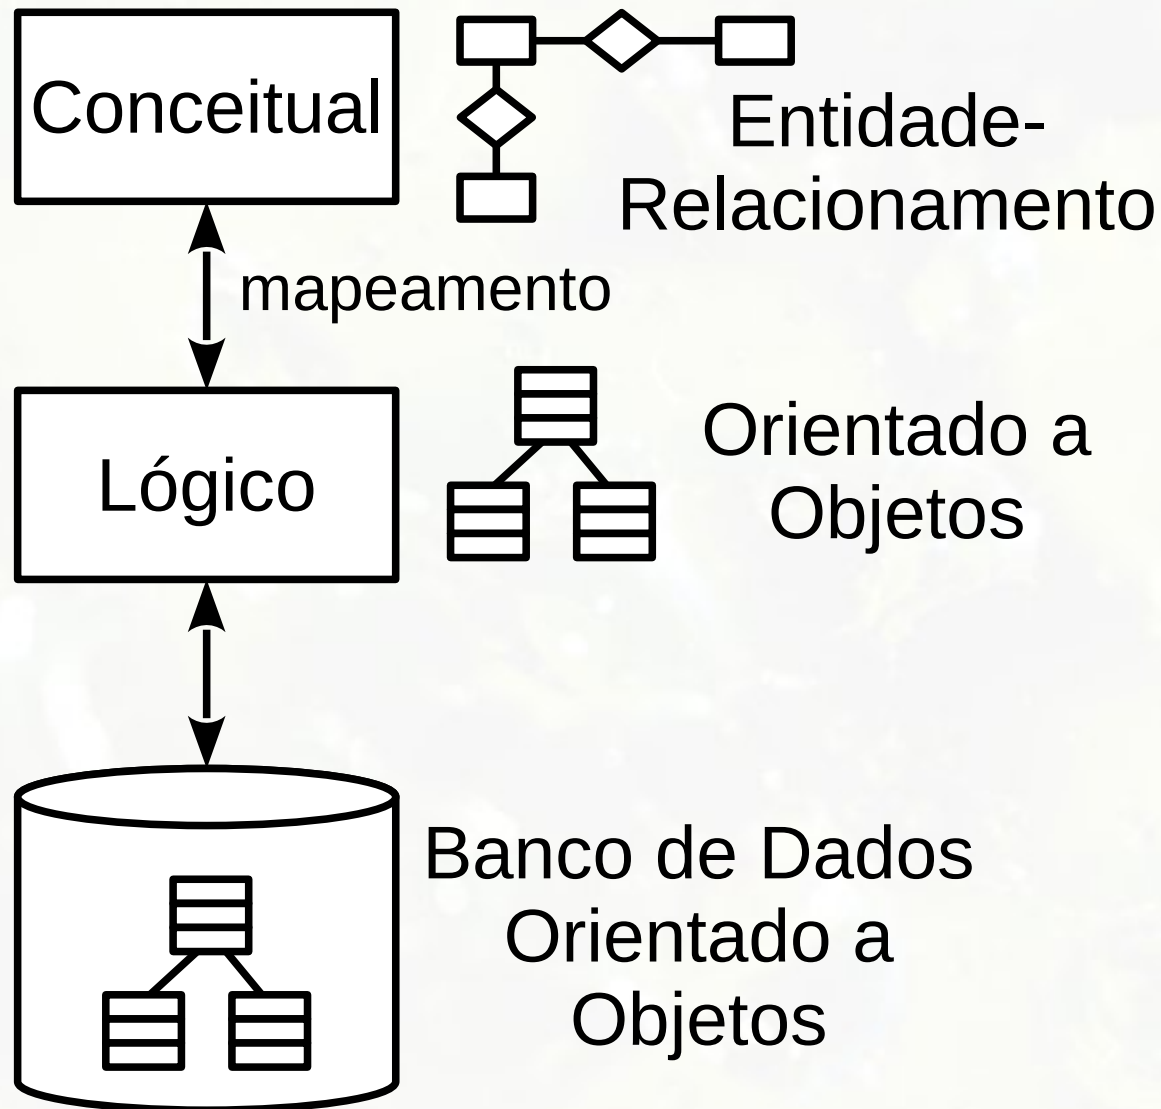 Conceitual
Entidade-
Relacionamento
mapeamento
Lógico
Orientado a
Objetos
Banco de Dados
Orientado a
Objetos